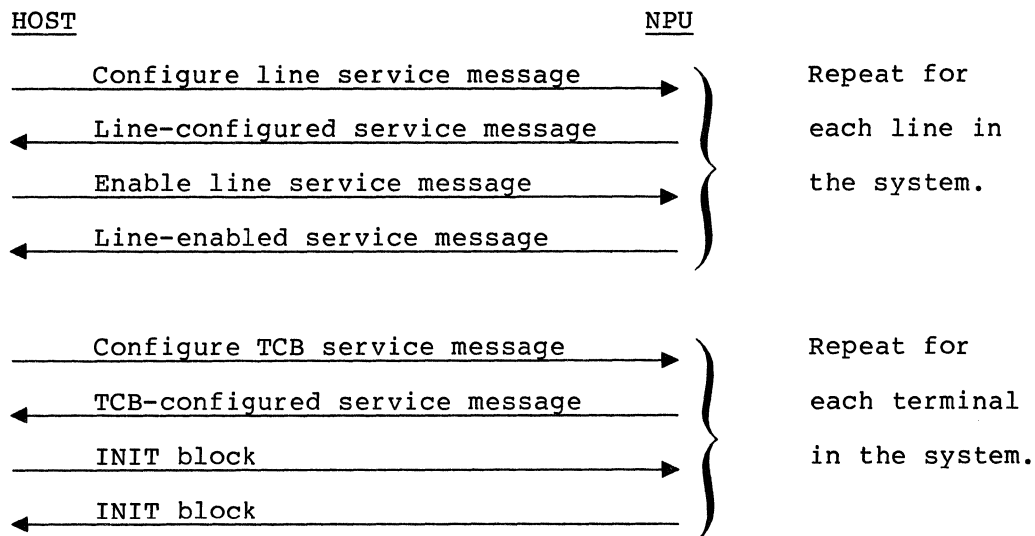 HOST NPU
Configure line service message Repeat for
Line-configured service message each line in
Enable line service message the system.
Line-enabled service message
Configure TCB service message Repeat for
TCB-configured service message each terminal
INIT block in the system.
INIT block